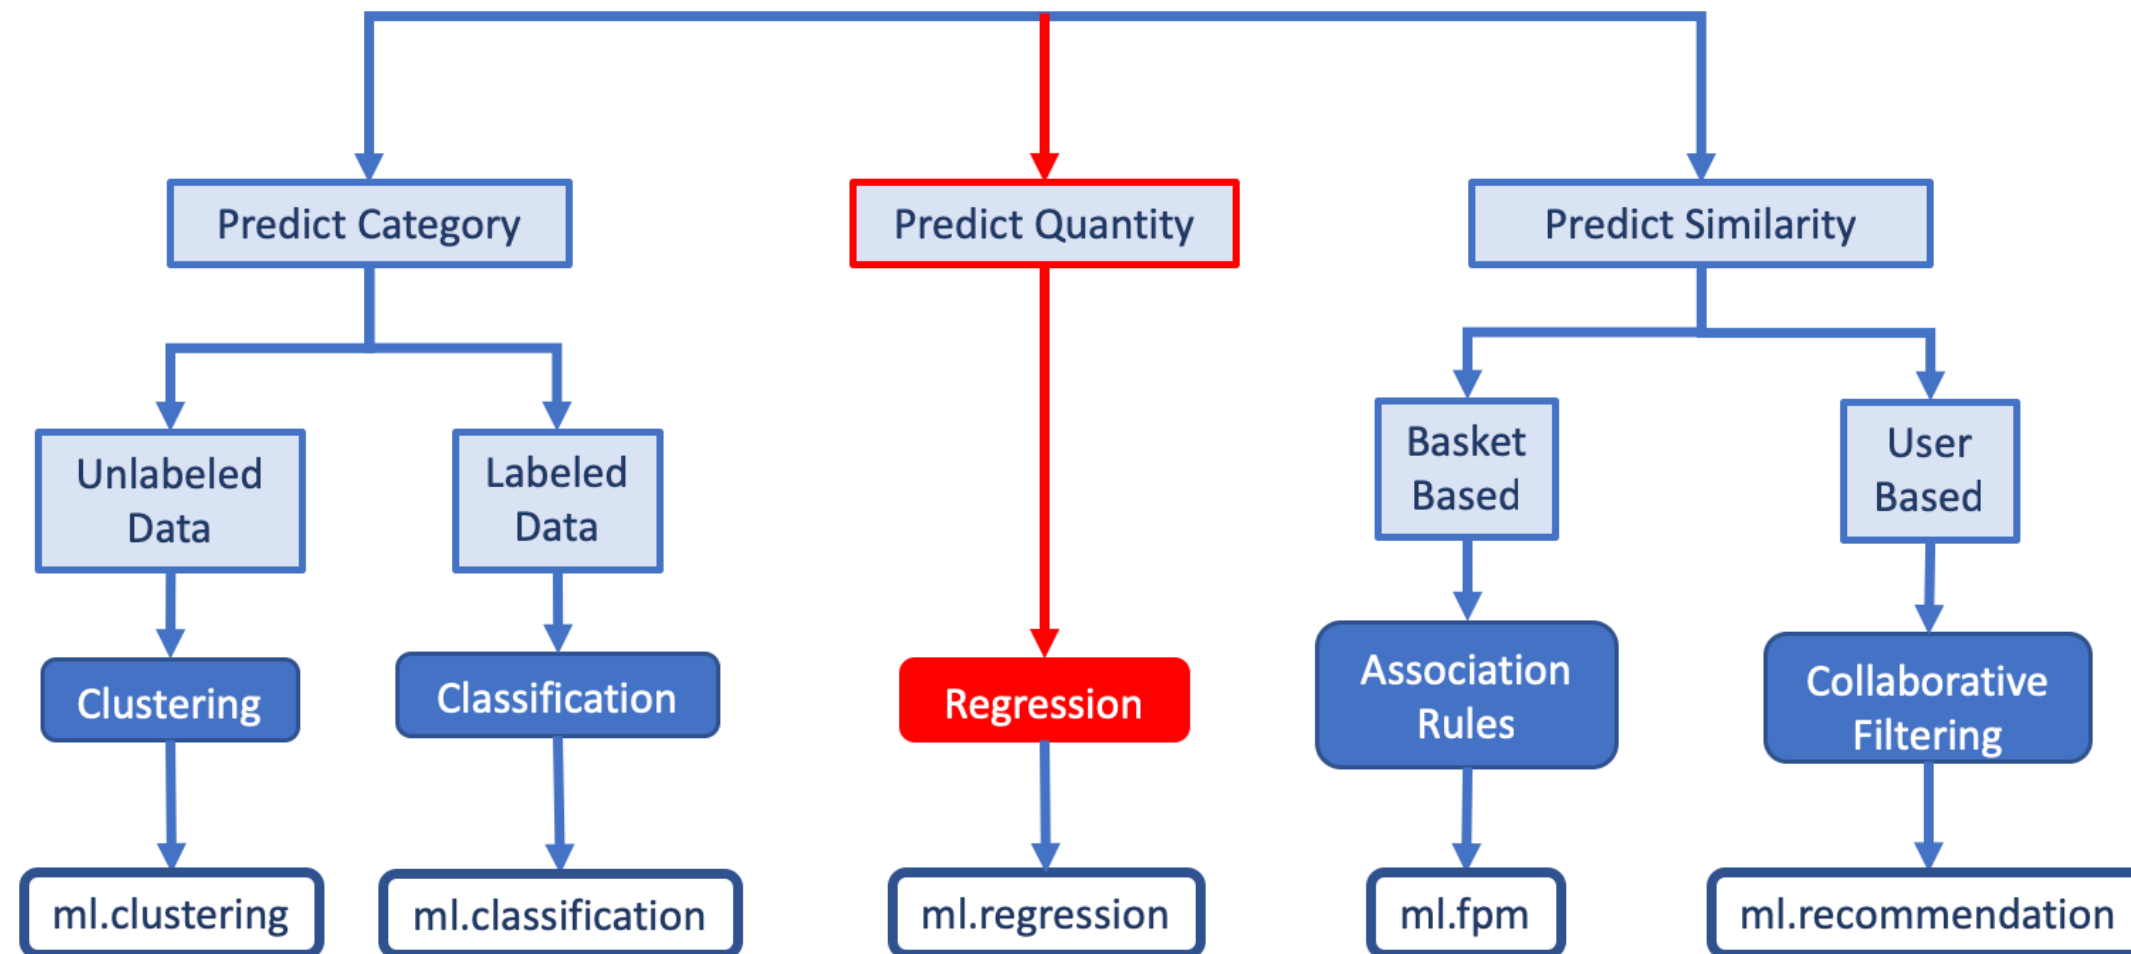 Predict Category
Predict Quantity
Predict Similarity
Unlabeled
Data
Labeled
Data
Basket
Based
User
Based
Clustering
Classification
Regression
Association
Rules
Collaborative
Filtering
ml.clustering
ml.classification
ml.regression
ml.fpm
ml.recommendation